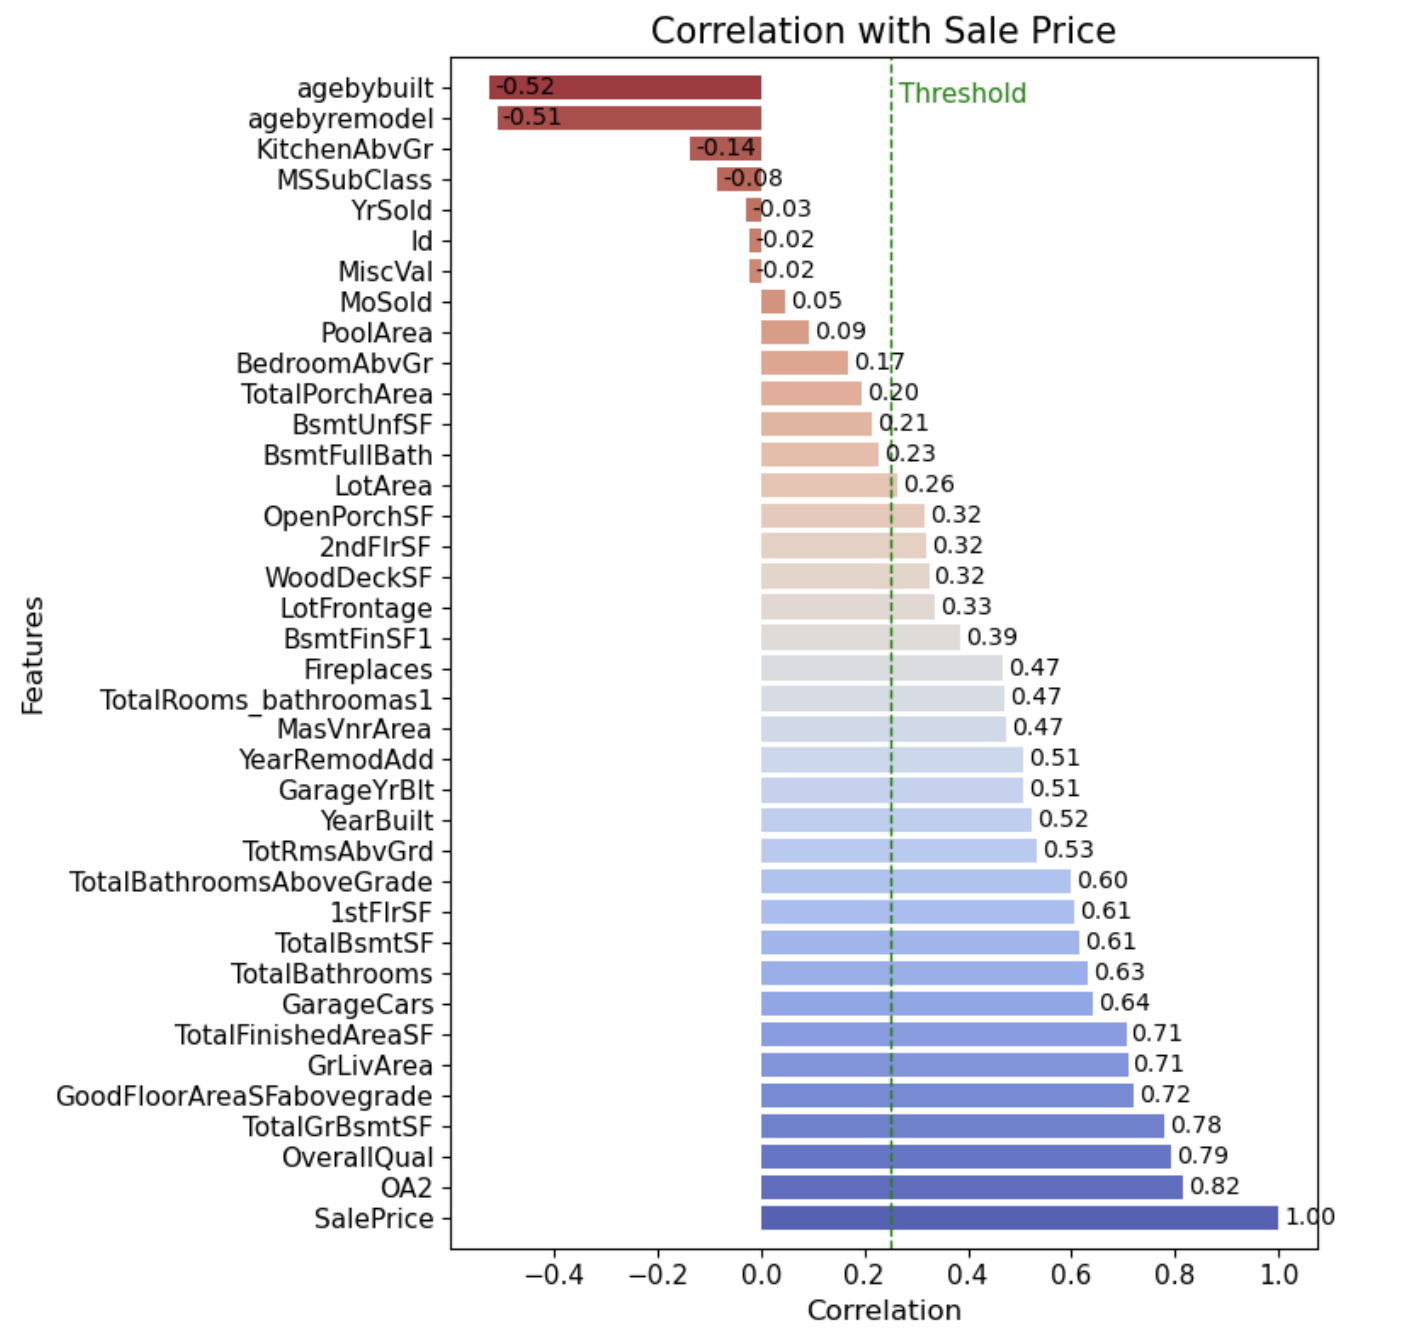 Correlation with Sale Price
Threshold
agebybuilt -0.52
agebyremodel -0.51
KitchenAbvGr -0.14
MSSubClass -0.08
YrSold -0.03
Id -0.02
MiscVal -0.02
MoSold 0.05
PoolArea 0.09
BedroomAbvGr 0.17
TotalPorchArea 0.20
BsmtUnfSF 0.21
BsmtFullBath 0.23
LotArea 0.26
OpenPorchSF 0.32
2ndFlrSF 0.32
WoodDeckSF 0.32
LotFrontage 0.33
BsmtFinSF1 0.39
Fireplaces 0.47
TotalRooms_bathroomas1 0.47
MasVnrArea 0.47
YearRemodAdd 0.51
GarageYrBlt 0.51
YearBuilt 0.52
TotRmsAbvGrd 0.53
TotalBathroomsAboveGrade 0.60
1stFlrSF 0.61
TotalBsmtSF 0.61
TotalBathrooms 0.63
GarageCars 0.64
TotalFinishedAreaSF 0.71
GrLivArea 0.71
GoodFloorAreaSFabovegrade 0.72
TotalGrBsmtSF 0.78
OverallQual 0.79
OA2 0.82
SalePrice 1.00
Features
−0.4 −0.2 0.0 0.2 0.4 0.6 0.8 1.0
Correlation